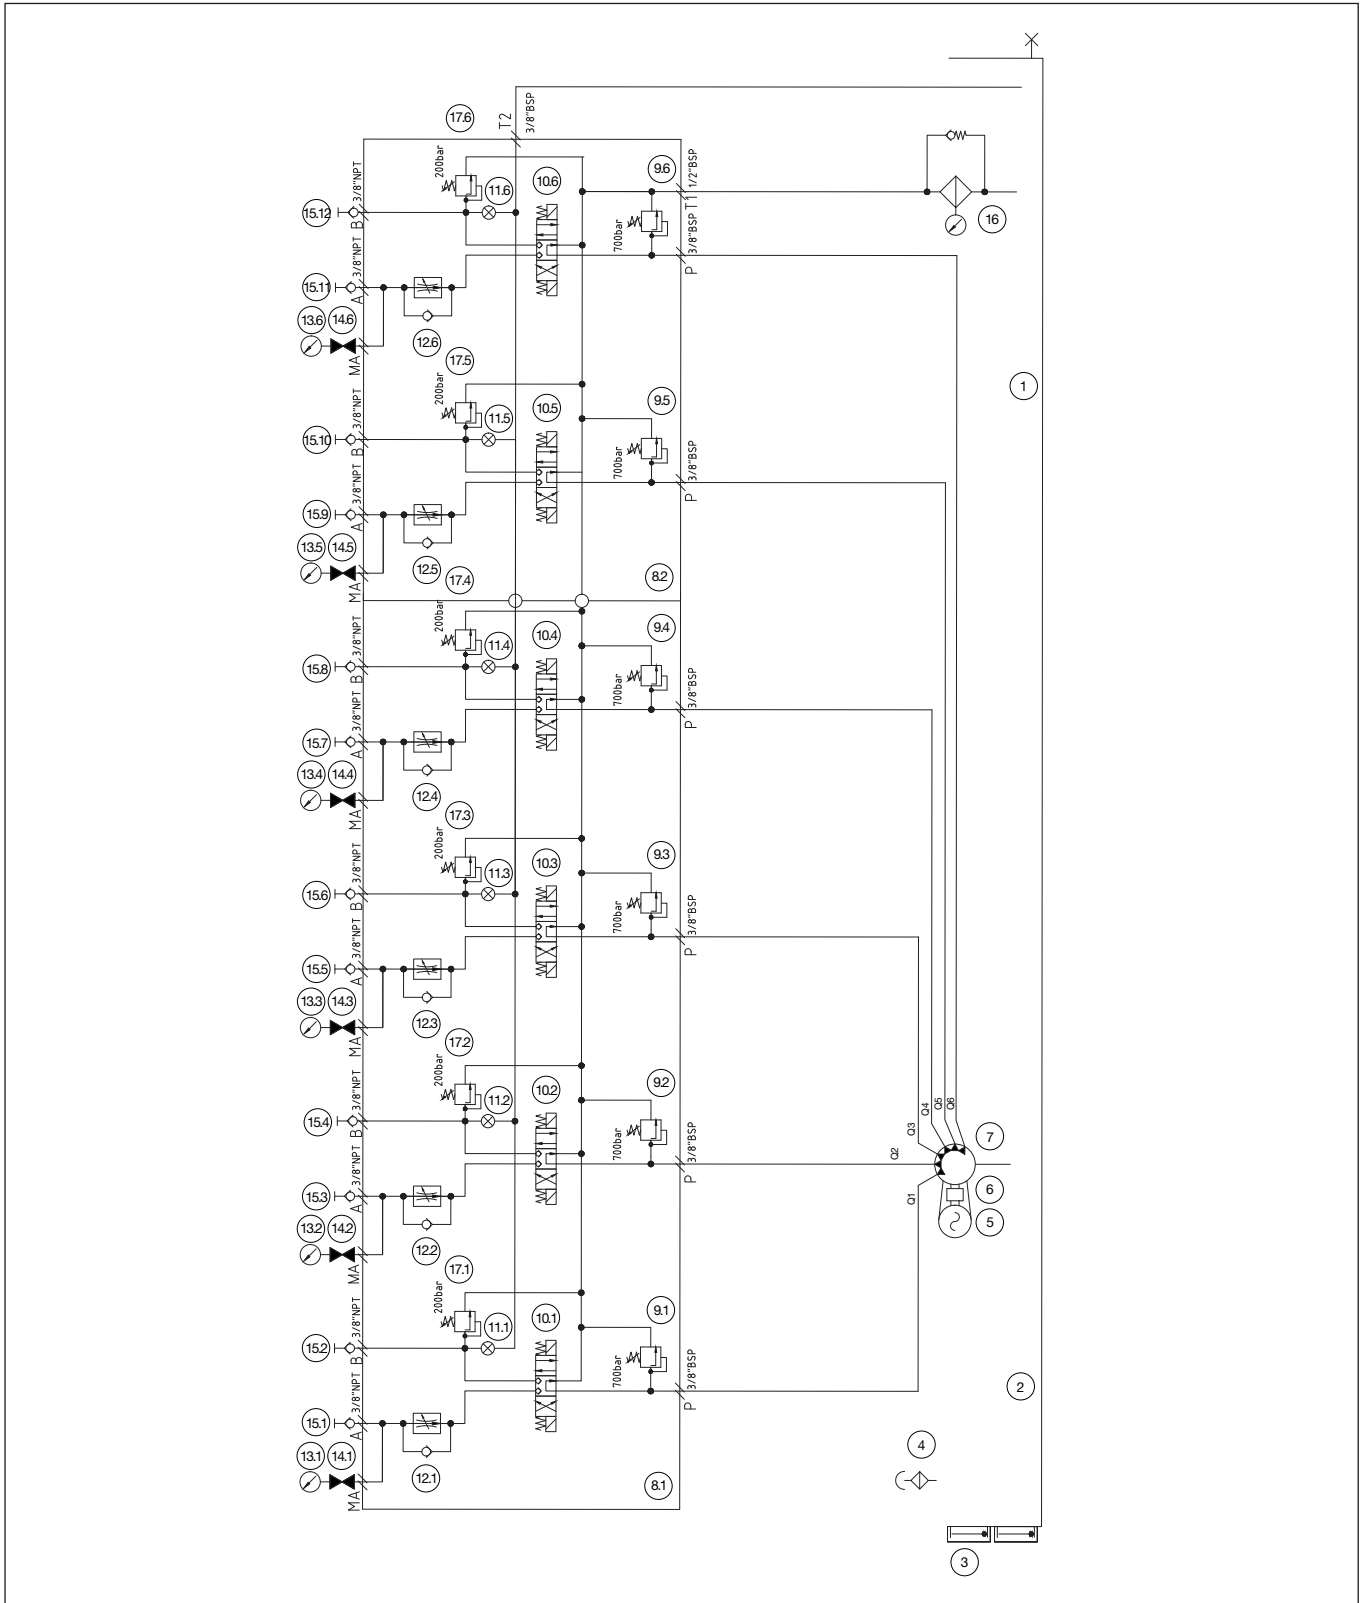 17.6
T2
3/8"BSP
200bar
3/8"NPT
15.12
B
11.6
10.6
9.6
700bar
T1
1/2"BSP
3/8"BSP
P
16
3/8"NPT
15.11
A
13.6
14.6
MA
12.6
17.5
1
200bar
3/8"NPT
15.10
B
11.5
10.5
9.5
700bar
3/8"BSP
P
3/8"NPT
15.9
A
13.5
14.5
MA
12.5
17.4
8.2
200bar
3/8"NPT
15.8
B
11.4
10.4
9.4
700bar
3/8"BSP
P
3/8"NPT
15.7
A
13.4
14.4
MA
12.4
17.3
200bar
3/8"NPT
15.6
B
11.3
10.3
9.3
700bar
3/8"BSP
P
3/8"NPT
15.5
A
13.3
14.3
MA
12.3
17.2
200bar
3/8"NPT
15.4
B
11.2
10.2
9.2
700bar
3/8"BSP
P
Q1
Q2
Q3
Q4
Q5
Q6
7
6
5
3/8"NPT
15.3
A
13.2
14.2
MA
12.2
17.1
200bar
3/8"NPT
15.2
B
11.1
10.1
9.1
700bar
3/8"BSP
P
2
3/8"NPT
15.1
A
13.1
14.1
MA
12.1
8.1
4
3